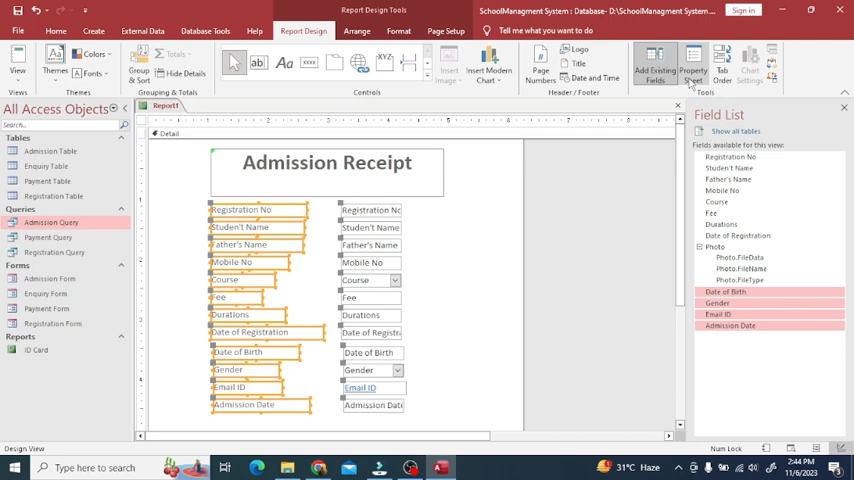 Report Design Tools
SchoolManagment System : Database- D:\SchoolManagment System....
Sign in
File
Home
Create
External Data
Database Tools
Help
Report Design
Arrange
Format
Page Setup
Tell me what you want to do
View
Themes
Colors
Fonts
Group & Sort
Totals
Hide Details
Insert Image
Insert Modern Chart
Page Numbers
Logo
Title
Date and Time
Add Existing Fields
Property Sheet
Tab Order
Chart Settings
Views
Themes
Grouping & Totals
Controls
Header / Footer
Tools
All Access Objects
Search...
Tables
Admission Table
Enquiry Table
Payment Table
Registration Table
Queries
Admission Query
Payment Query
Registration Query
Forms
Admission Form
Enquiry Form
Payment Form
Registration Form
Reports
ID Card
Report1
Detail
Admission Receipt
Registration No
Registration No
Studen't Name
Studen't Name
Father's Name
Father's Name
Mobile No
Mobile No
Course
Course
Fee
Fee
Durations
Durations
Date of Registration
Date of Registra
Date of Birth
Date of Birth
Gender
Gender
Email ID
Email ID
Admission Date
Admission Date
Field List
Show all tables
Fields available for this view:
Registration No
Studen't Name
Father's Name
Mobile No
Course
Fee
Durations
Date of Registration
Photo
Photo.FileData
Photo.FileName
Photo.FileType
Date of Birth
Gender
Email ID
Admission Date
Design View
Num Lock
Type here to search
31°C Haze
2:44 PM
11/6/2023